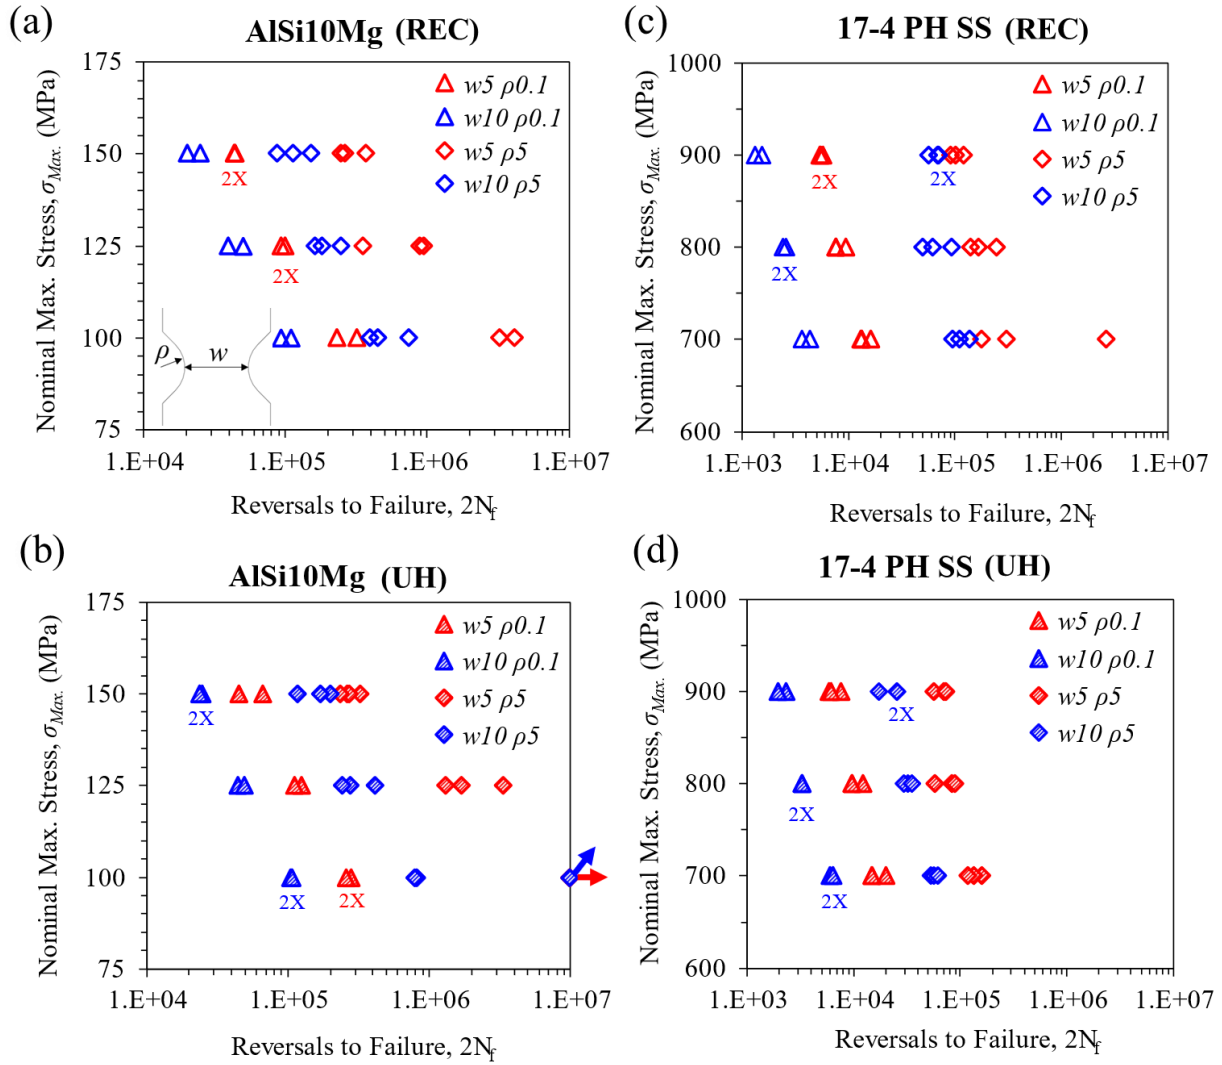 (a)
AlSi10Mg (REC)
175
150
125
100
75
Nominal Max. Stress, σMax. (MPa)
w5 ρ0.1
w10 ρ0.1
w5 ρ5
w10 ρ5
2X
2X
ρ
w
1.E+04
1.E+05
1.E+06
1.E+07
Reversals to Failure, 2Nf
(c)
17-4 PH SS (REC)
1000
900
800
700
600
Nominal Max. Stress, σMax. (MPa)
w5 ρ0.1
w10 ρ0.1
w5 ρ5
w10 ρ5
2X
2X
2X
1.E+03
1.E+04
1.E+05
1.E+06
1.E+07
Reversals to Failure, 2Nf
(b)
AlSi10Mg (UH)
175
150
125
100
75
Nominal Max. Stress, σMax. (MPa)
w5 ρ0.1
w10 ρ0.1
w5 ρ5
w10 ρ5
2X
2X
2X
1.E+04
1.E+05
1.E+06
1.E+07
Reversals to Failure, 2Nf
(d)
17-4 PH SS (UH)
1000
900
800
700
600
Nominal Max. Stress, σMax. (MPa)
w5 ρ0.1
w10 ρ0.1
w5 ρ5
w10 ρ5
2X
2X
2X
1.E+03
1.E+04
1.E+05
1.E+06
1.E+07
Reversals to Failure, 2Nf